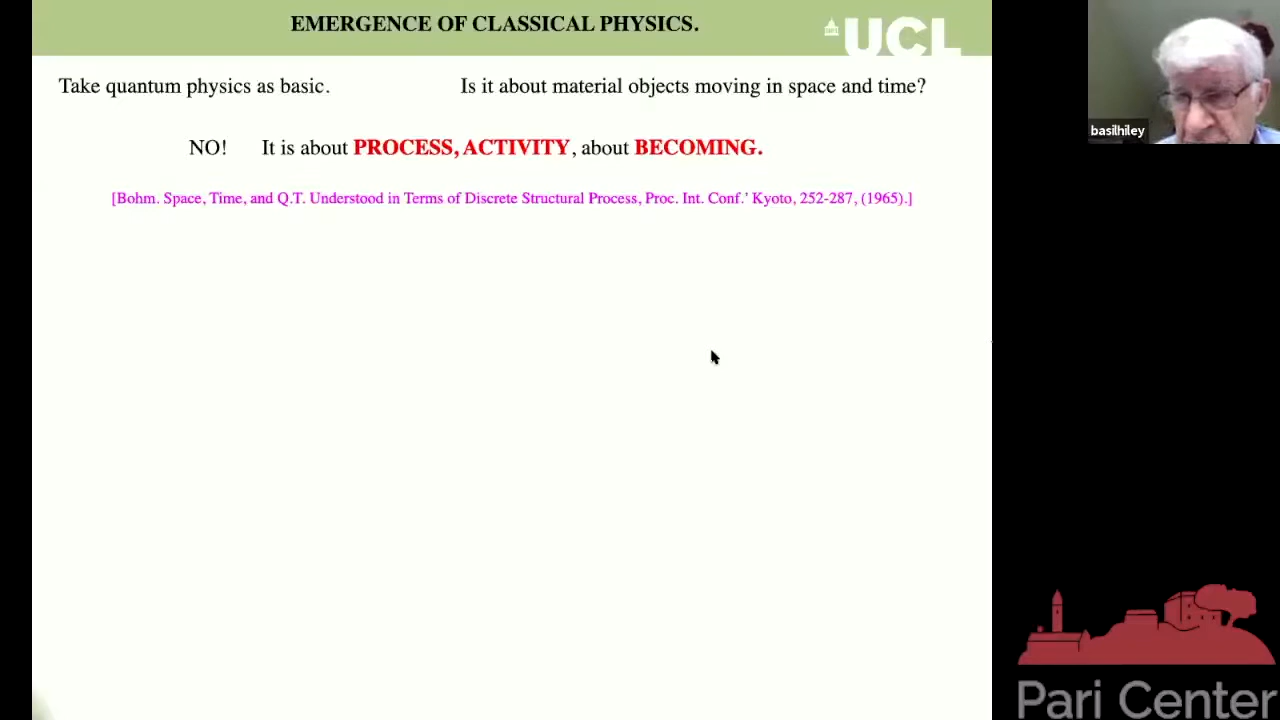 EMERGENCE OF CLASSICAL PHYSICS.
UCL
Take quantum physics as basic. Is it about material objects moving in space and time?
NO! It is about PROCESS, ACTIVITY, about BECOMING.
[Bohm. Space, Time, and Q.T. Understood in Terms of Discrete Structural Process, Proc. Int. Conf.' Kyoto, 252-287, (1965).]
basilhiley
Pari Center